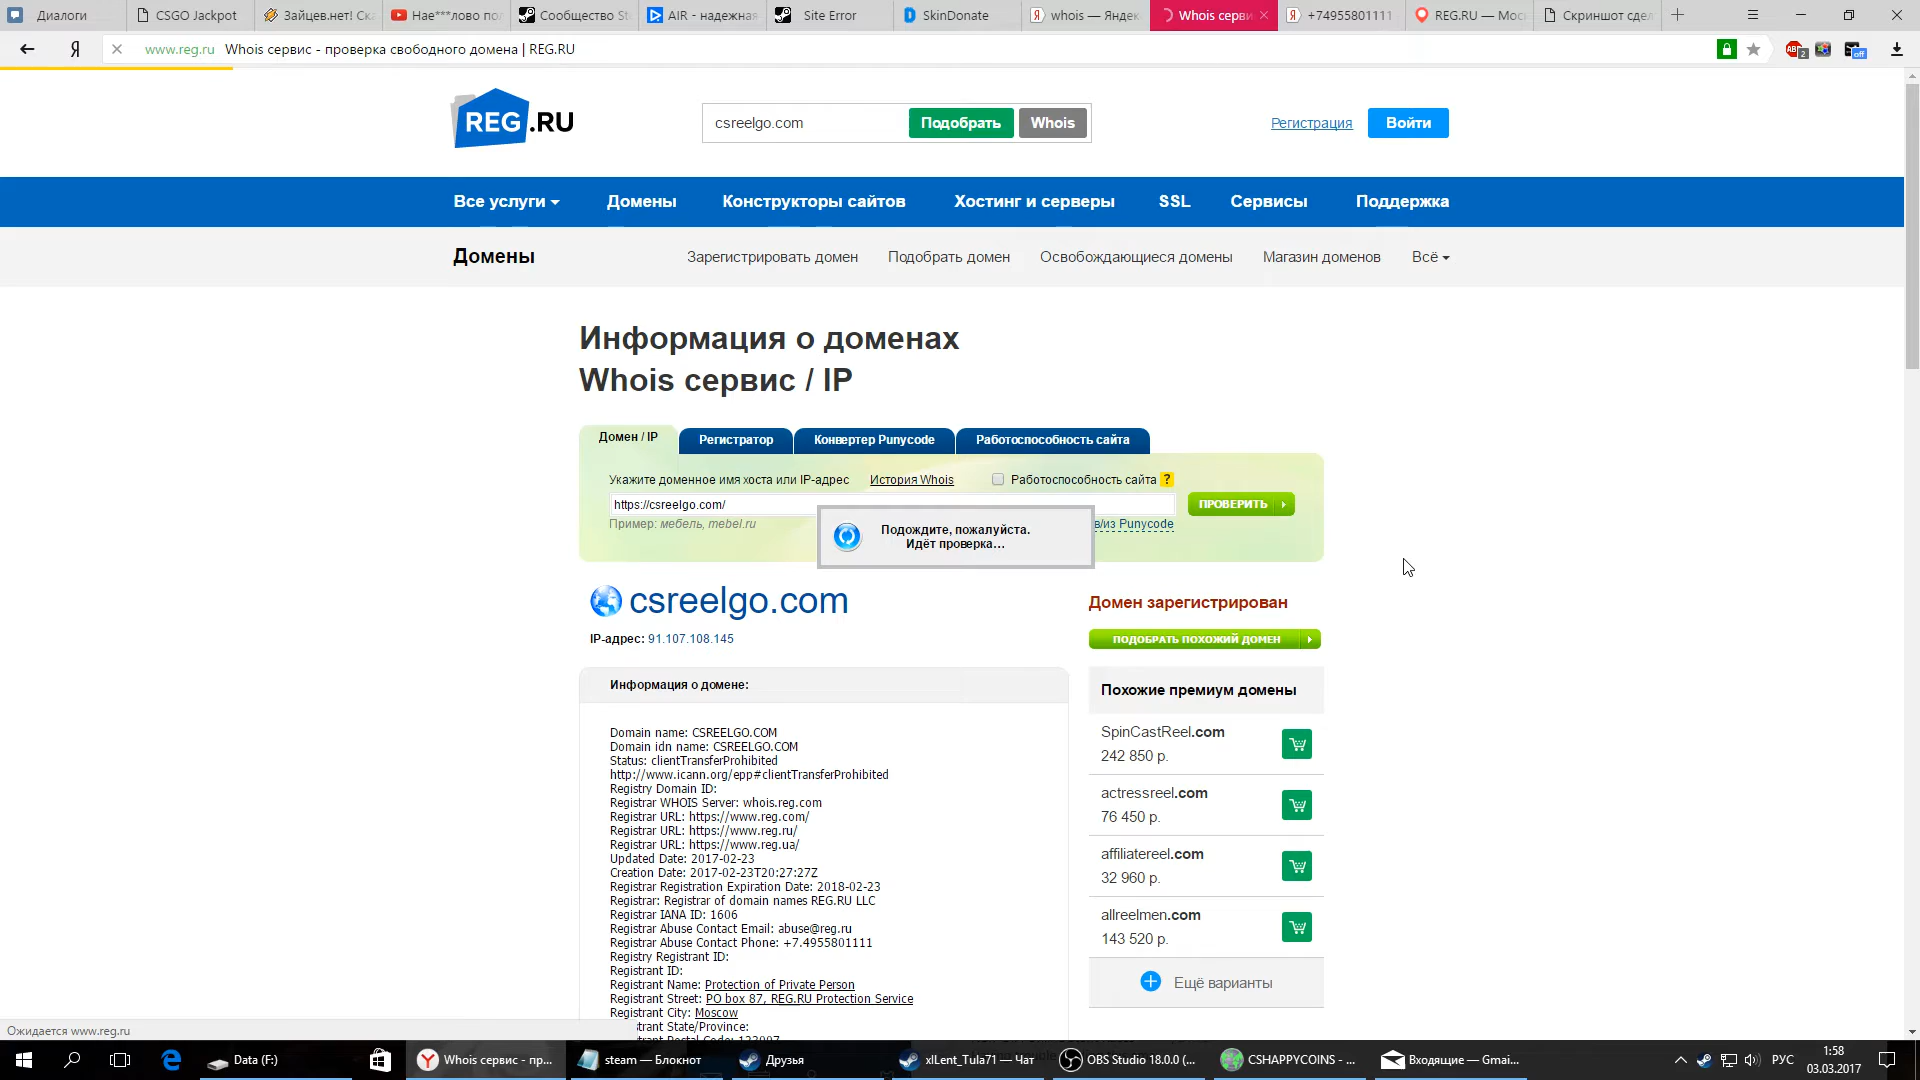 Диалоги
CSGO Jackpot
Зайцев.нет! Ска
Нае***лово пол
Сообщество St
AIR - надежная
Site Error
SkinDonate
whois — Яндек
Whois серви
+74955801111
REG.RU — Мос
Скриншот сдел
www.reg.ru Whois сервис - проверка свободного домена | REG.RU
2
off
REG.RU
csreelgo.com
Подобрать
Whois
Регистрация
Войти
Все услуги
Домены
Конструкторы сайтов
Хостинг и серверы
SSL
Сервисы
Поддержка
Домены
Зарегистрировать домен
Подобрать домен
Освобождающиеся домены
Магазин доменов
Всё
Информация о доменах
Whois сервис / IP
Домен / IP
Регистратор
Конвертер Punycode
Работоспособность сайта
Укажите доменное имя хоста или IP-адрес
История Whois
Работоспособность сайта ?
https://csreelgo.com/
ПРОВЕРИТЬ
Пример: мебель, mebel.ru
в/из Punycode
Подождите, пожалуйста.
Идёт проверка...
csreelgo.com
IP-адрес: 91.107.108.145
Домен зарегистрирован
ПОДОБРАТЬ ПОХОЖИЙ ДОМЕН
Информация о домене:
Domain name: CSREELGO.COM
Domain idn name: CSREELGO.COM
Status: clientTransferProhibited
http://www.icann.org/epp#clientTransferProhibited
Registry Domain ID:
Registrar WHOIS Server: whois.reg.com
Registrar URL: https://www.reg.com/
Registrar URL: https://www.reg.ru/
Registrar URL: https://www.reg.ua/
Updated Date: 2017-02-23
Creation Date: 2017-02-23T20:27:27Z
Registrar Registration Expiration Date: 2018-02-23
Registrar: Registrar of domain names REG.RU LLC
Registrar IANA ID: 1606
Registrar Abuse Contact Email: abuse@reg.ru
Registrar Abuse Contact Phone: +7.4955801111
Registry Registrant ID:
Registrant ID:
Registrant Name: Protection of Private Person
Registrant Street: PO box 87, REG.RU Protection Service
Registrant City: Moscow
trant State/Province:
Похожие премиум домены
SpinCastReel.com
242 850 р.
actressreel.com
76 450 р.
affiliatereel.com
32 960 р.
allreelmen.com
143 520 р.
Ещё варианты
Ожидается www.reg.ru
Data (F:)
Whois сервис - пр...
steam — Блокнот
Друзья
xlLent_Tula71 — Чат
OBS Studio 18.0.0 (...
CSHAPPYCOINS - ...
Входящие — Gmai...
РУС
1:58
03.03.2017